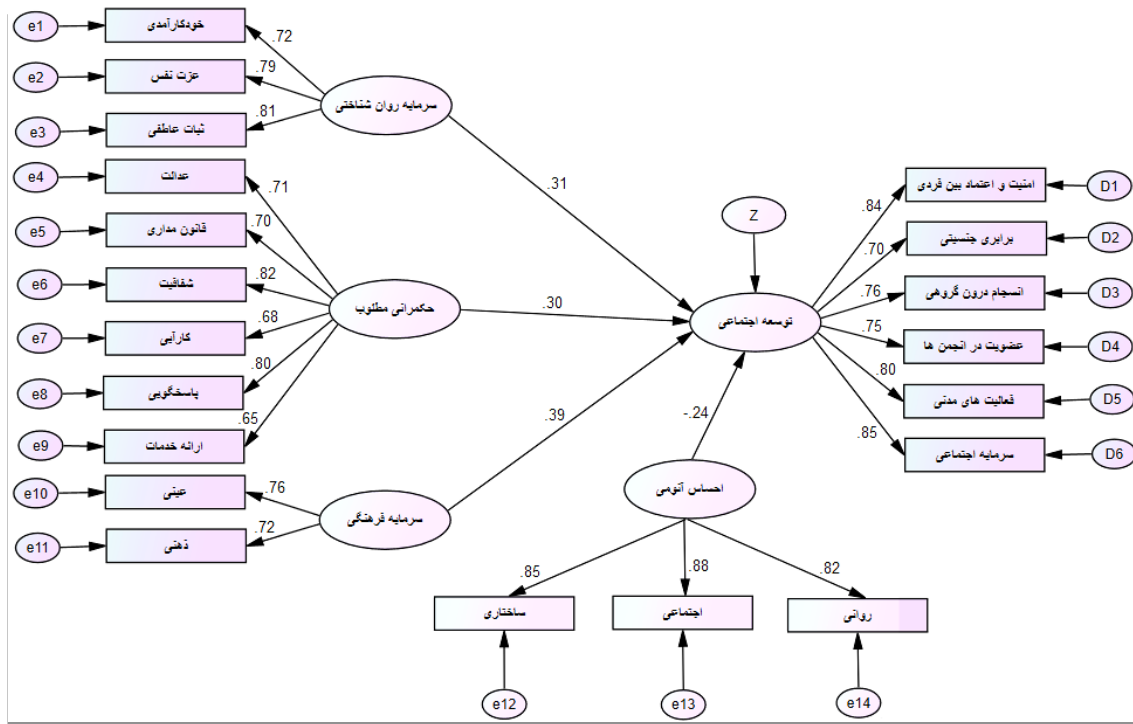 e1
خودکارآمدی
.72
e2
عزت نفس
.79
سرمایه روان شناختی
e3
ثبات عاطفی
.81
e4
عدالت
.71
.31
.84
امنیت و اعتماد بین فردی
D1
e5
قانون مداری
.70
Z
.70
برابری جنسیتی
D2
e6
شفافیت
.82
حکمرانی مطلوب
.30
توسعه اجتماعی
.76
انسجام درون گروهی
D3
e7
کارآیی
.68
.75
عضویت در انجمن ها
D4
e8
پاسخگویی
.80
.80
فعالیت های مدنی
D5
e9
ارائه خدمات
.65
.39
-.24
.85
سرمایه اجتماعی
D6
e10
عینی
.76
سرمایه فرهنگی
احساس آنومی
e11
ذهنی
.72
.85
.88
.82
ساختاری
اجتماعی
روانی
e12
e13
e14